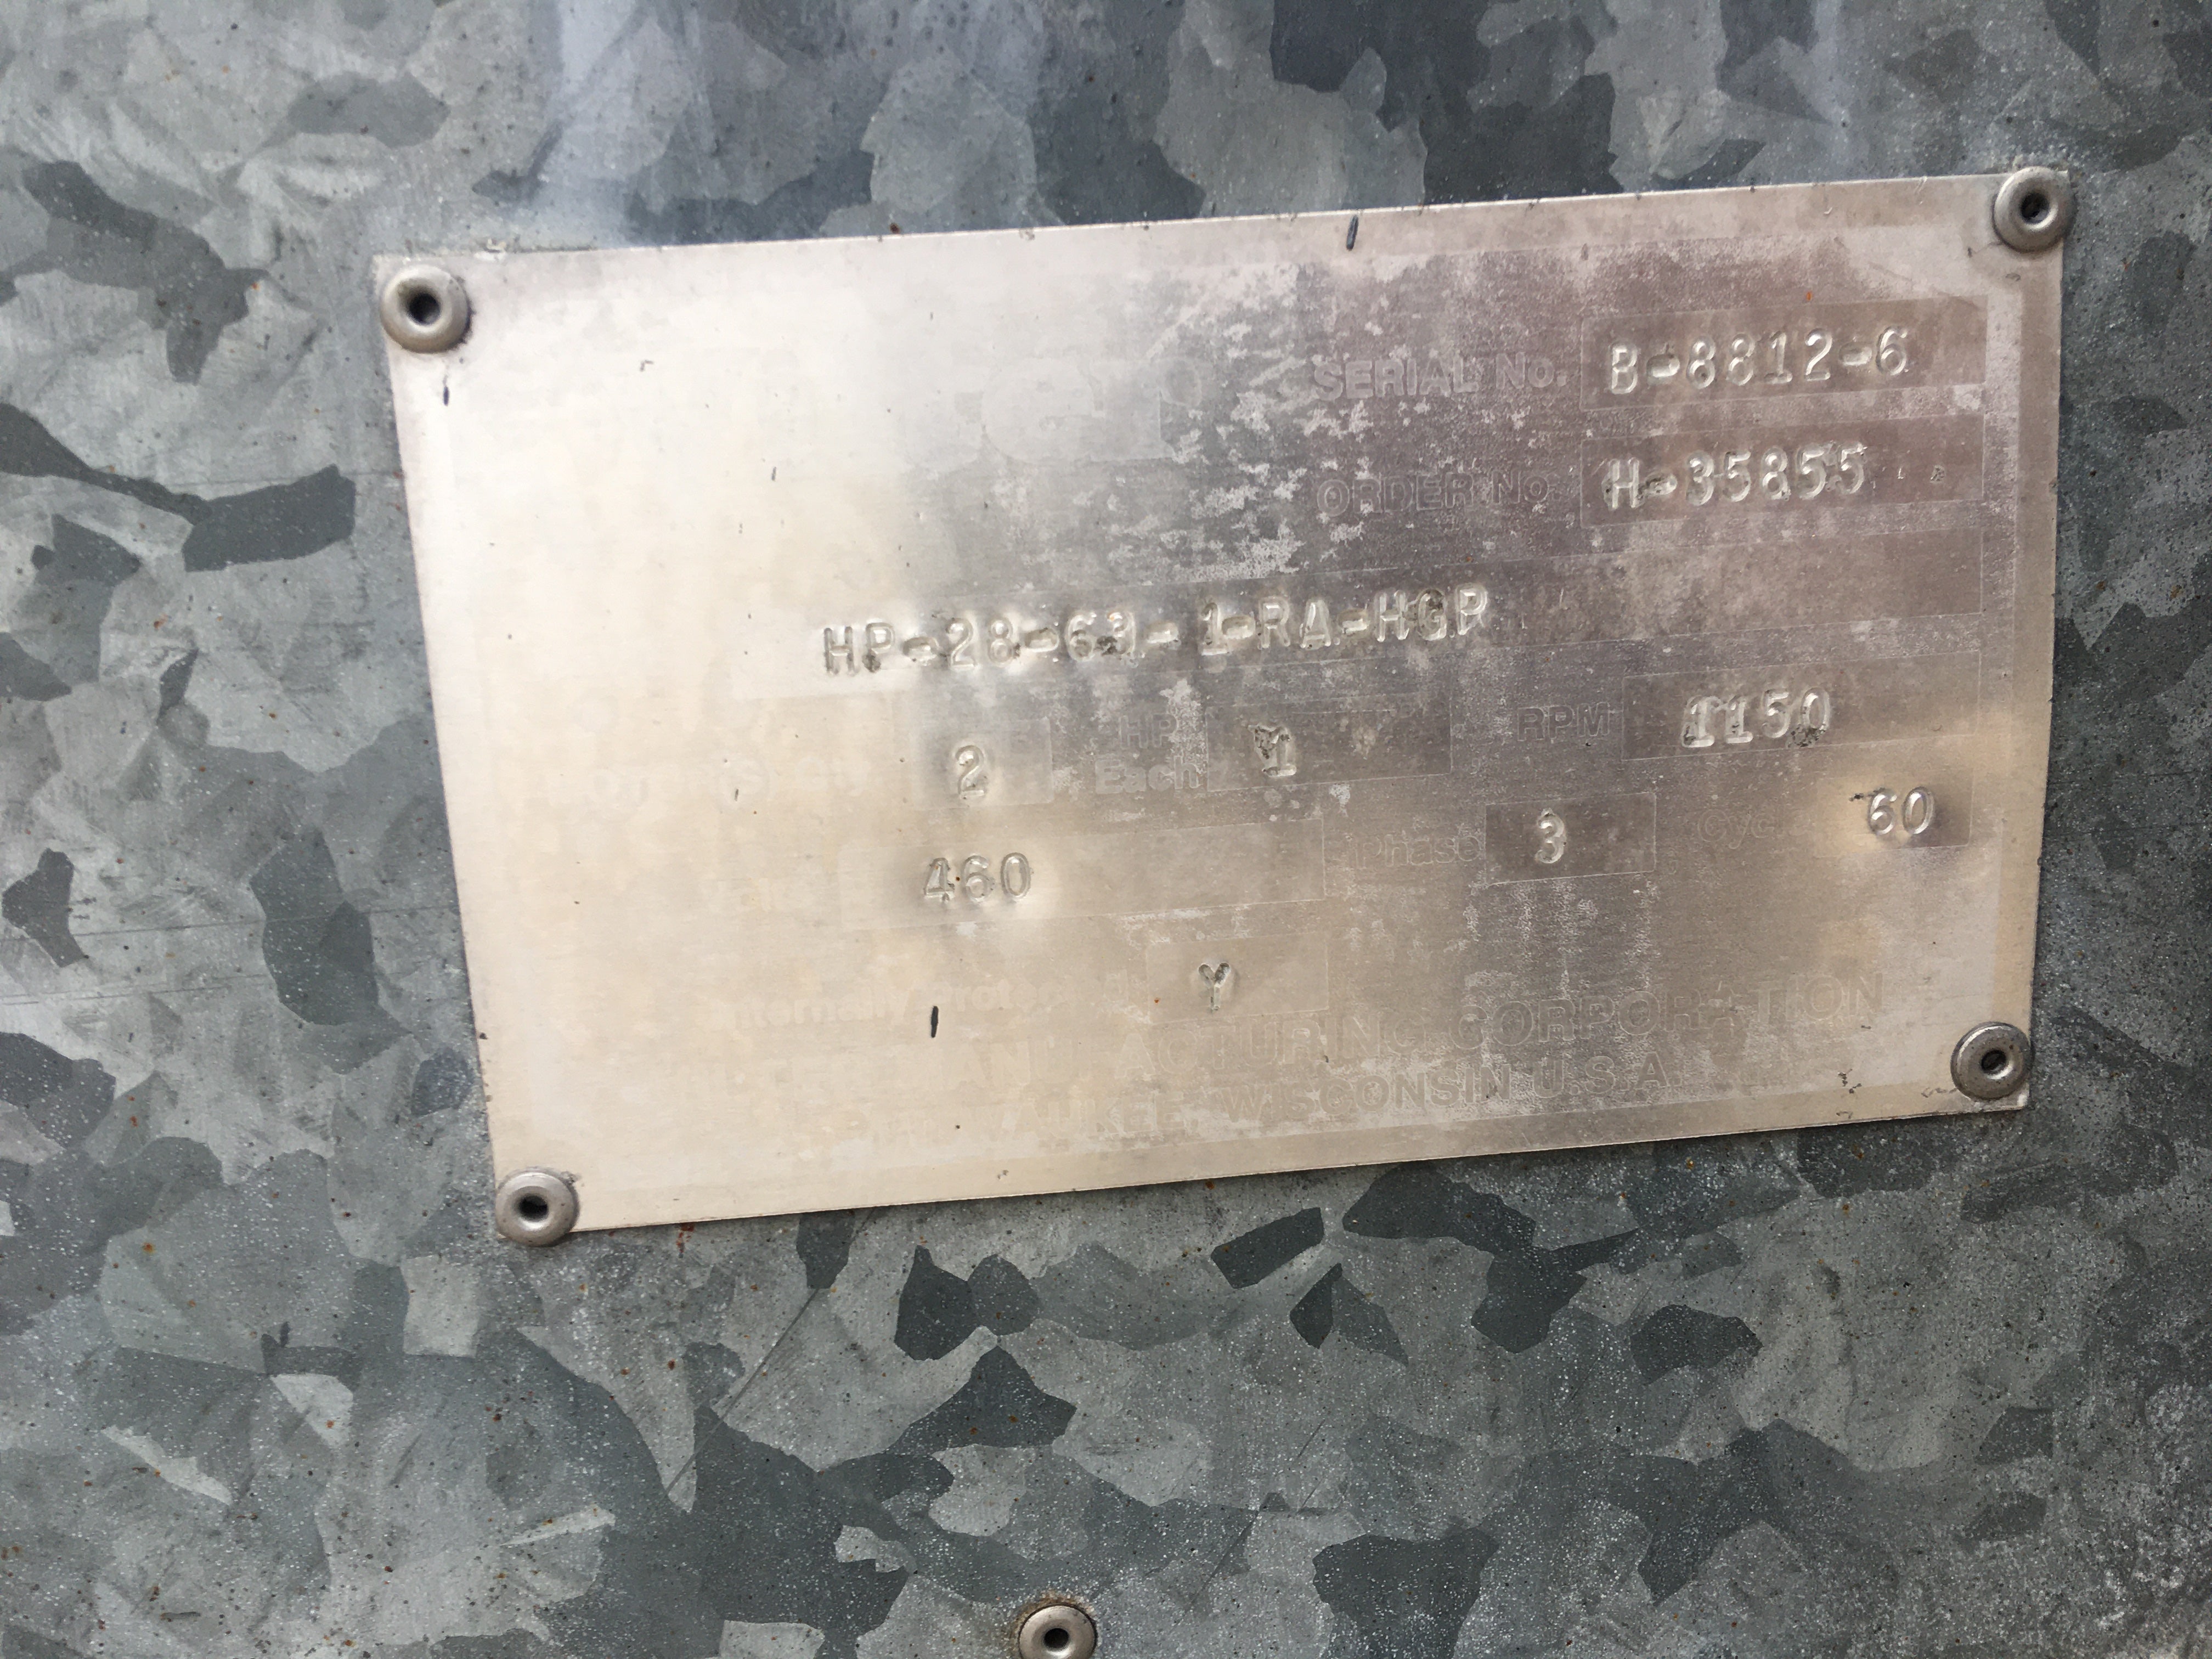 SERIAL No. B-8812-6
ORDER No. H-35855
HP-28-63-1-RA-HGP
2 HP Each 1 RPM 1150
460 Phase 3 60
Internally Y
MANUFACTURING CORPORATION
WISCONSIN U.S.A.